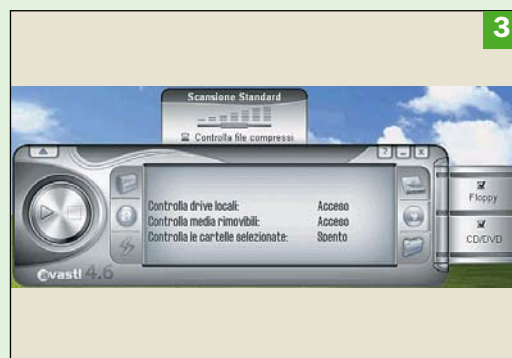 3
Scansione Standard
Controlla file compressi
? - x
Controlla drive locali: Acceso
Controlla media rimovibili: Acceso
Controlla le cartelle selezionate: Spento
Floppy
CD/DVD
avast! 4.6